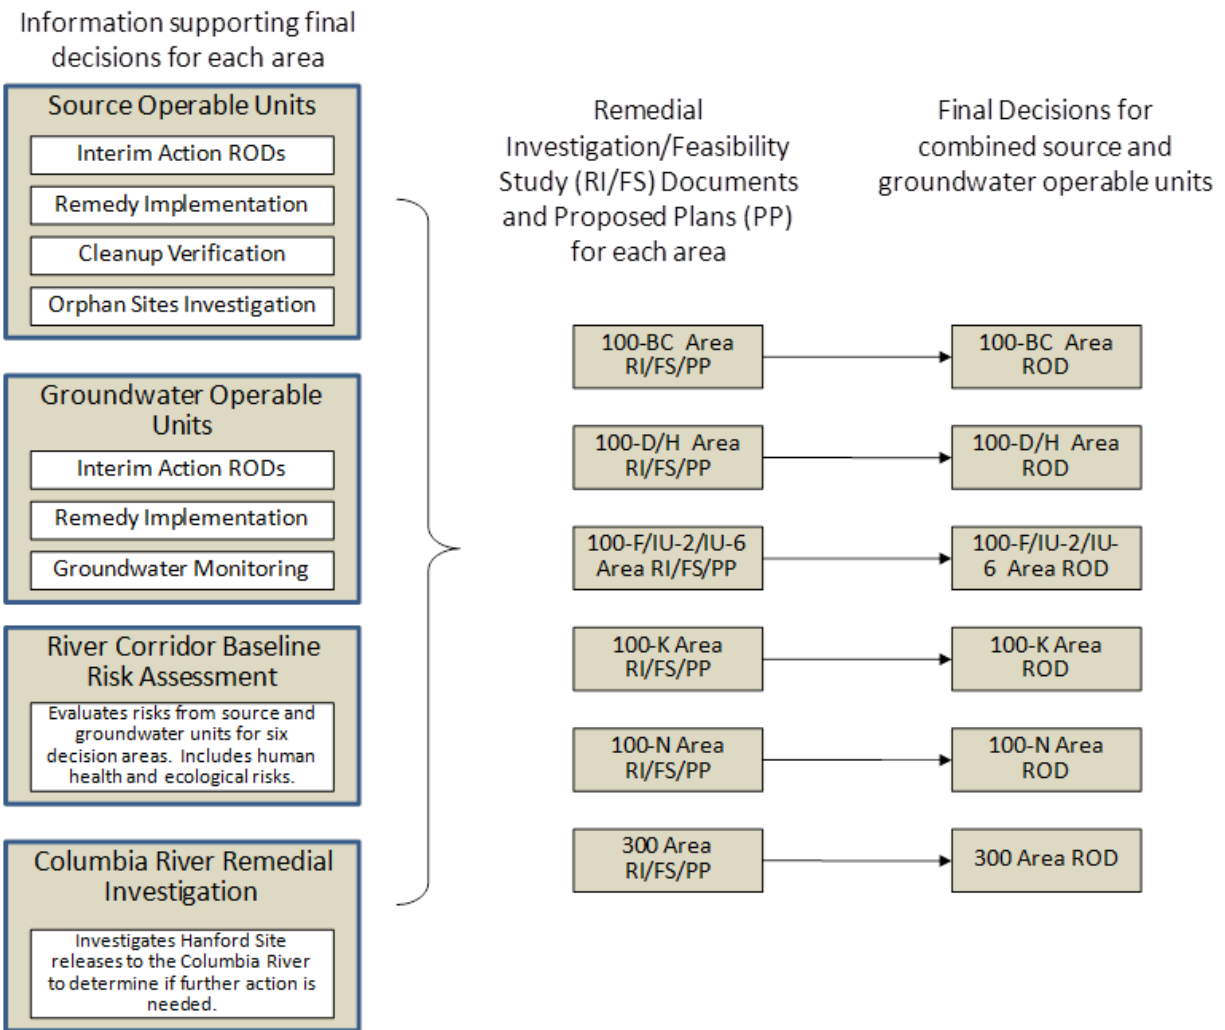 Information supporting final
decisions for each area
Source Operable Units
Interim Action RODs
Remedy Implementation
Cleanup Verification
Orphan Sites Investigation
Groundwater Operable
Units
Interim Action RODs
Remedy Implementation
Groundwater Monitoring
River Corridor Baseline
Risk Assessment
Evaluates risks from source and
groundwater units for six
decision areas. Includes human
health and ecological risks.
Columbia River Remedial
Investigation
Investigates Hanford Site
releases to the Columbia River
to determine if further action is
needed.
Remedial
Investigation/Feasibility
Study (RI/FS) Documents
and Proposed Plans (PP)
for each area
100-BC Area
RI/FS/PP
100-D/H Area
RI/FS/PP
100-F/IU-2/IU-6
Area RI/FS/PP
100-K Area
RI/FS/PP
100-N Area
RI/FS/PP
300 Area
RI/FS/PP
Final Decisions for
combined source and
groundwater operable units
100-BC Area
ROD
100-D/H Area
ROD
100-F/IU-2/IU-
6 Area ROD
100-K Area
ROD
100-N Area
ROD
300 Area ROD